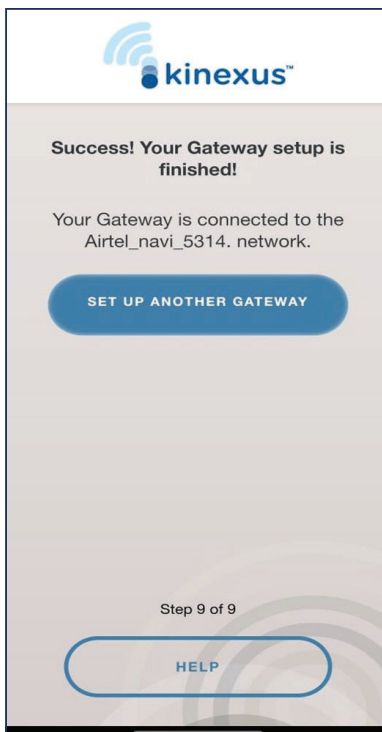 kinexus™
Success! Your Gateway setup is
finished!
Your Gateway is connected to the
Airtel_navi_5314. network.
SET UP ANOTHER GATEWAY
Step 9 of 9
HELP